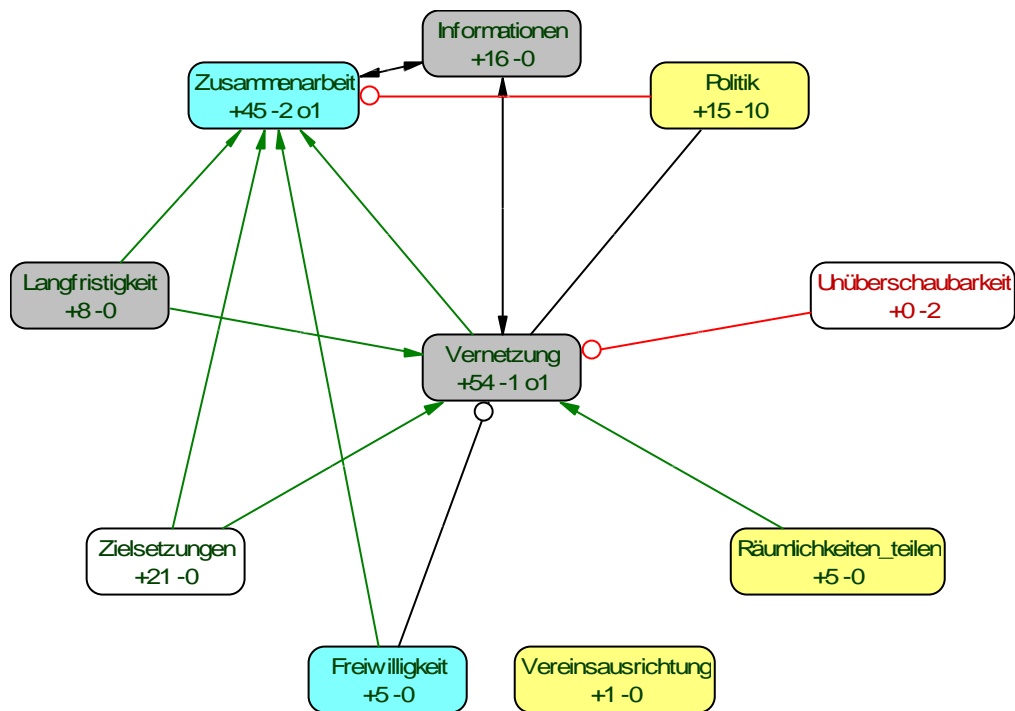 Informationen
+16 -0
Zusammenarbeit
+45 -2 o1
Politik
+15 -10
Langfristigkeit
+8 -0
Unüberschaubarkeit
+0 -2
Vernetzung
+54 -1 o1
Zielsetzungen
+21 -0
Räumlichkeiten_teilen
+5 -0
Freiwilligkeit
+5 -0
Vereinsausrichtung
+1 -0